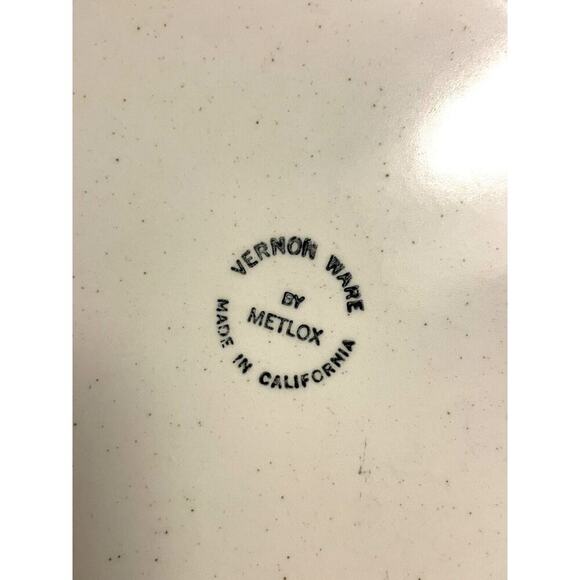 VERNON WARE
BY
METLOX
MADE IN CALIFORNIA